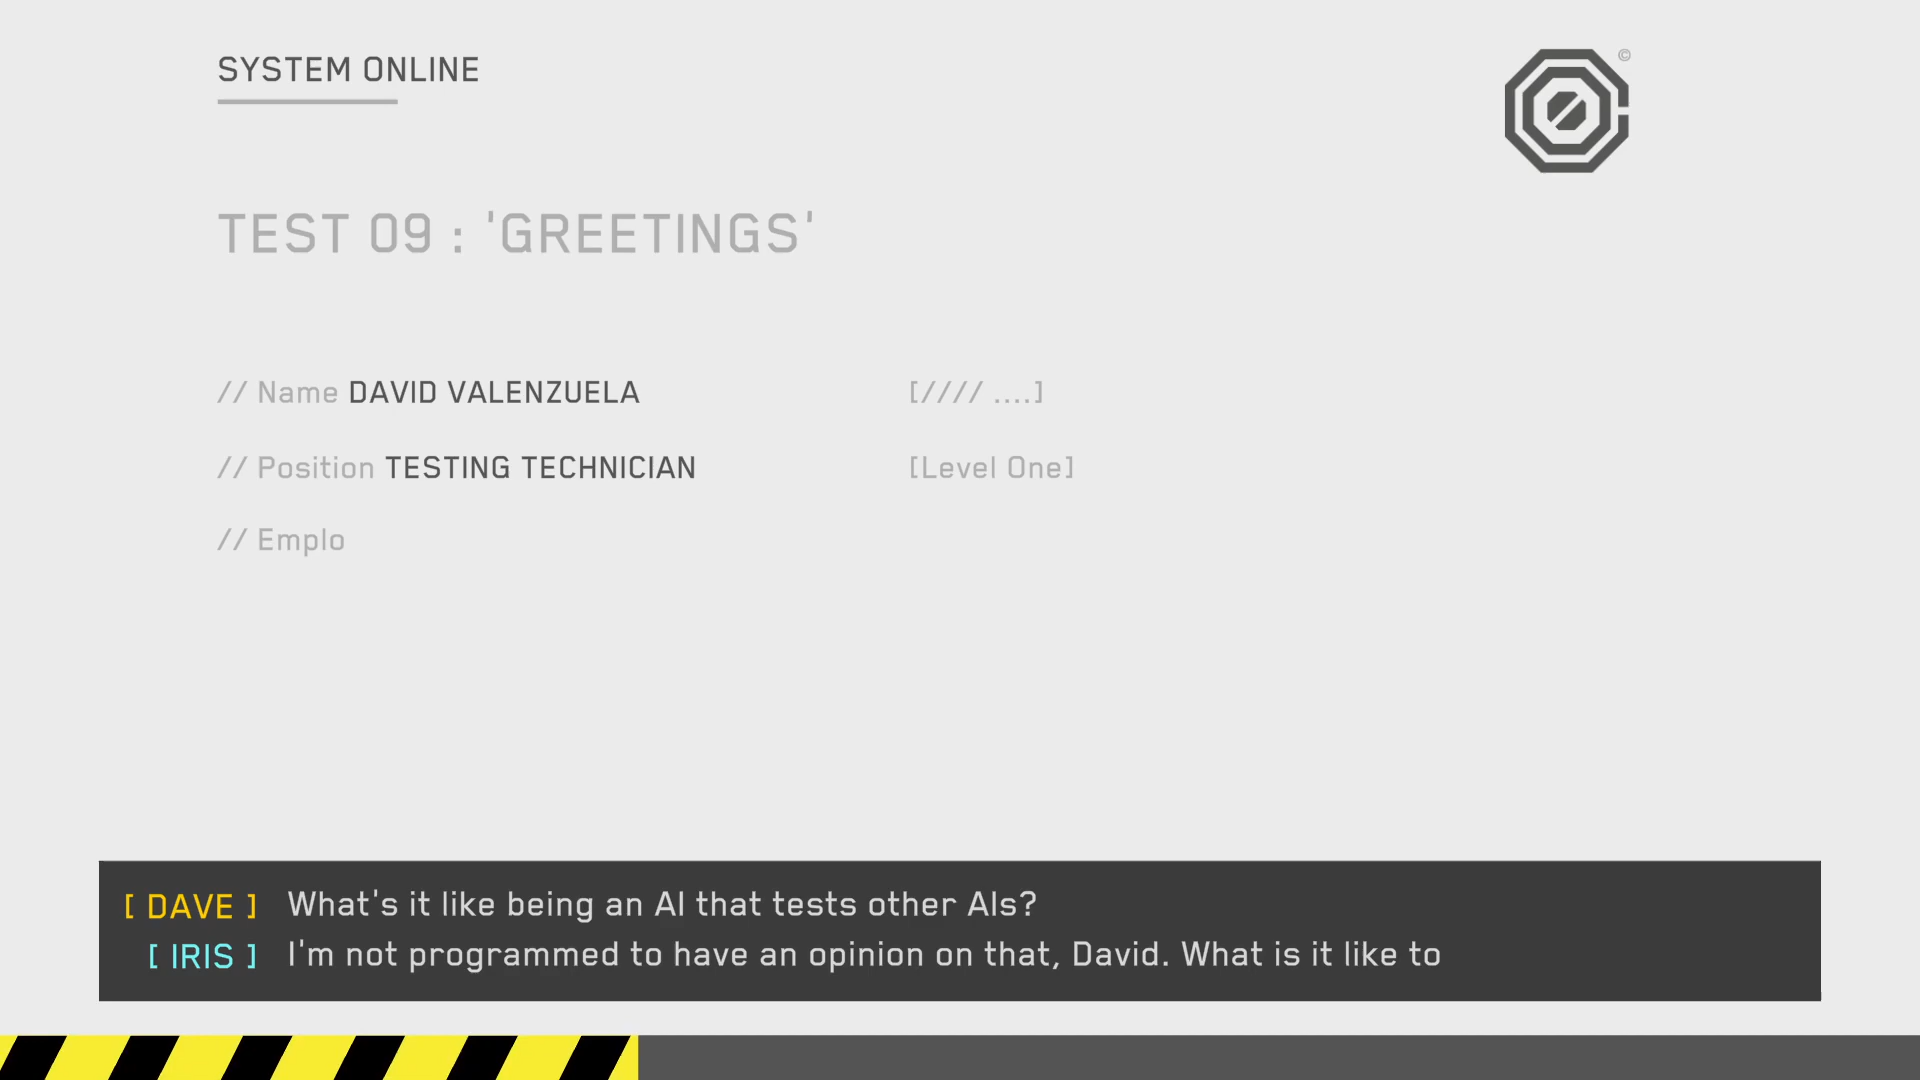 SYSTEM ONLINE
©
TEST 09 : 'GREETINGS'
// Name DAVID VALENZUELA [//// ....]
// Position TESTING TECHNICIAN [Level One]
// Emplo
[ DAVE ] What's it like being an AI that tests other AIs?
[ IRIS ] I'm not programmed to have an opinion on that, David. What is it like to